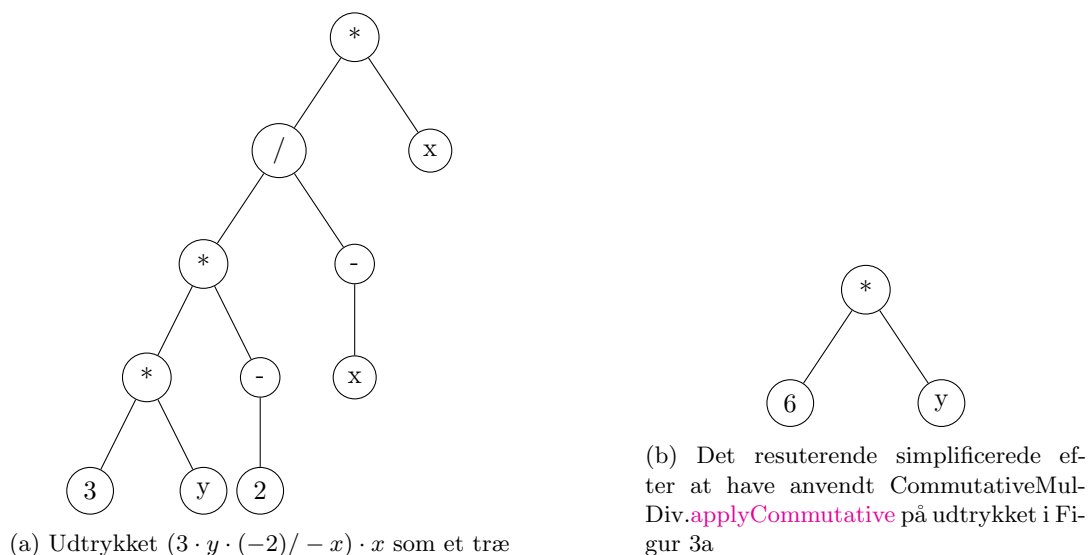 *
/
x
*
-
*
-
x
3
y
2
(a) Udtrykket (3 · y · (−2)/ − x) · x som et træ
*
6
y
(b) Det resuterende simplificerede ef-
ter at have anvendt CommutativeMul-
Div.applyCommutative på udtrykket i Fi-
gur 3a